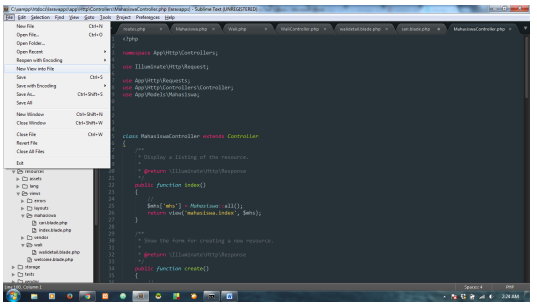 C:\xampp\htdocs\laravapp\app\Http\Controllers\MahasiswaController.php (laravapp) - Sublime Text (UNREGISTERED)
File Edit Selection Find View Goto Tools Project Preferences Help
New File Ctrl+N
Open File... Ctrl+O
Open Folder...
Open Recent
Reopen with Encoding
New View into File
Save Ctrl+S
Save with Encoding
Save As... Ctrl+Shift+S
Save All
New Window Ctrl+Shift+N
Close Window Ctrl+Shift+W
Close File Ctrl+W
Revert File
Close All Files
Exit
resources
assets
lang
views
errors
layouts
mahasiswa
cari.blade.php
index.blade.php
vendor
wali
walidetail.blade.php
welcome.blade.php
storage
tests
routes.php Mahasiswa.php Wali.php WaliController.php walidetail.blade.php cari.blade.php MahasiswaController.php
<?php
namespace App\Http\Controllers;
use Illuminate\Http\Request;
use App\Http\Requests;
use App\Http\Controllers\Controller;
use App\Models\Mahasiswa;
class MahasiswaController extends Controller
{
/**
* Display a listing of the resource.
*
* @return \Illuminate\Http\Response
*/
public function index()
{
//
$mhs['mhs'] = Mahasiswa::all();
return view('mahasiswa.index', $mhs);
}
/**
* Show the form for creating a new resource.
*
* @return \Illuminate\Http\Response
*/
public function create()
{
Spaces: 4 PHP
3:24 AM